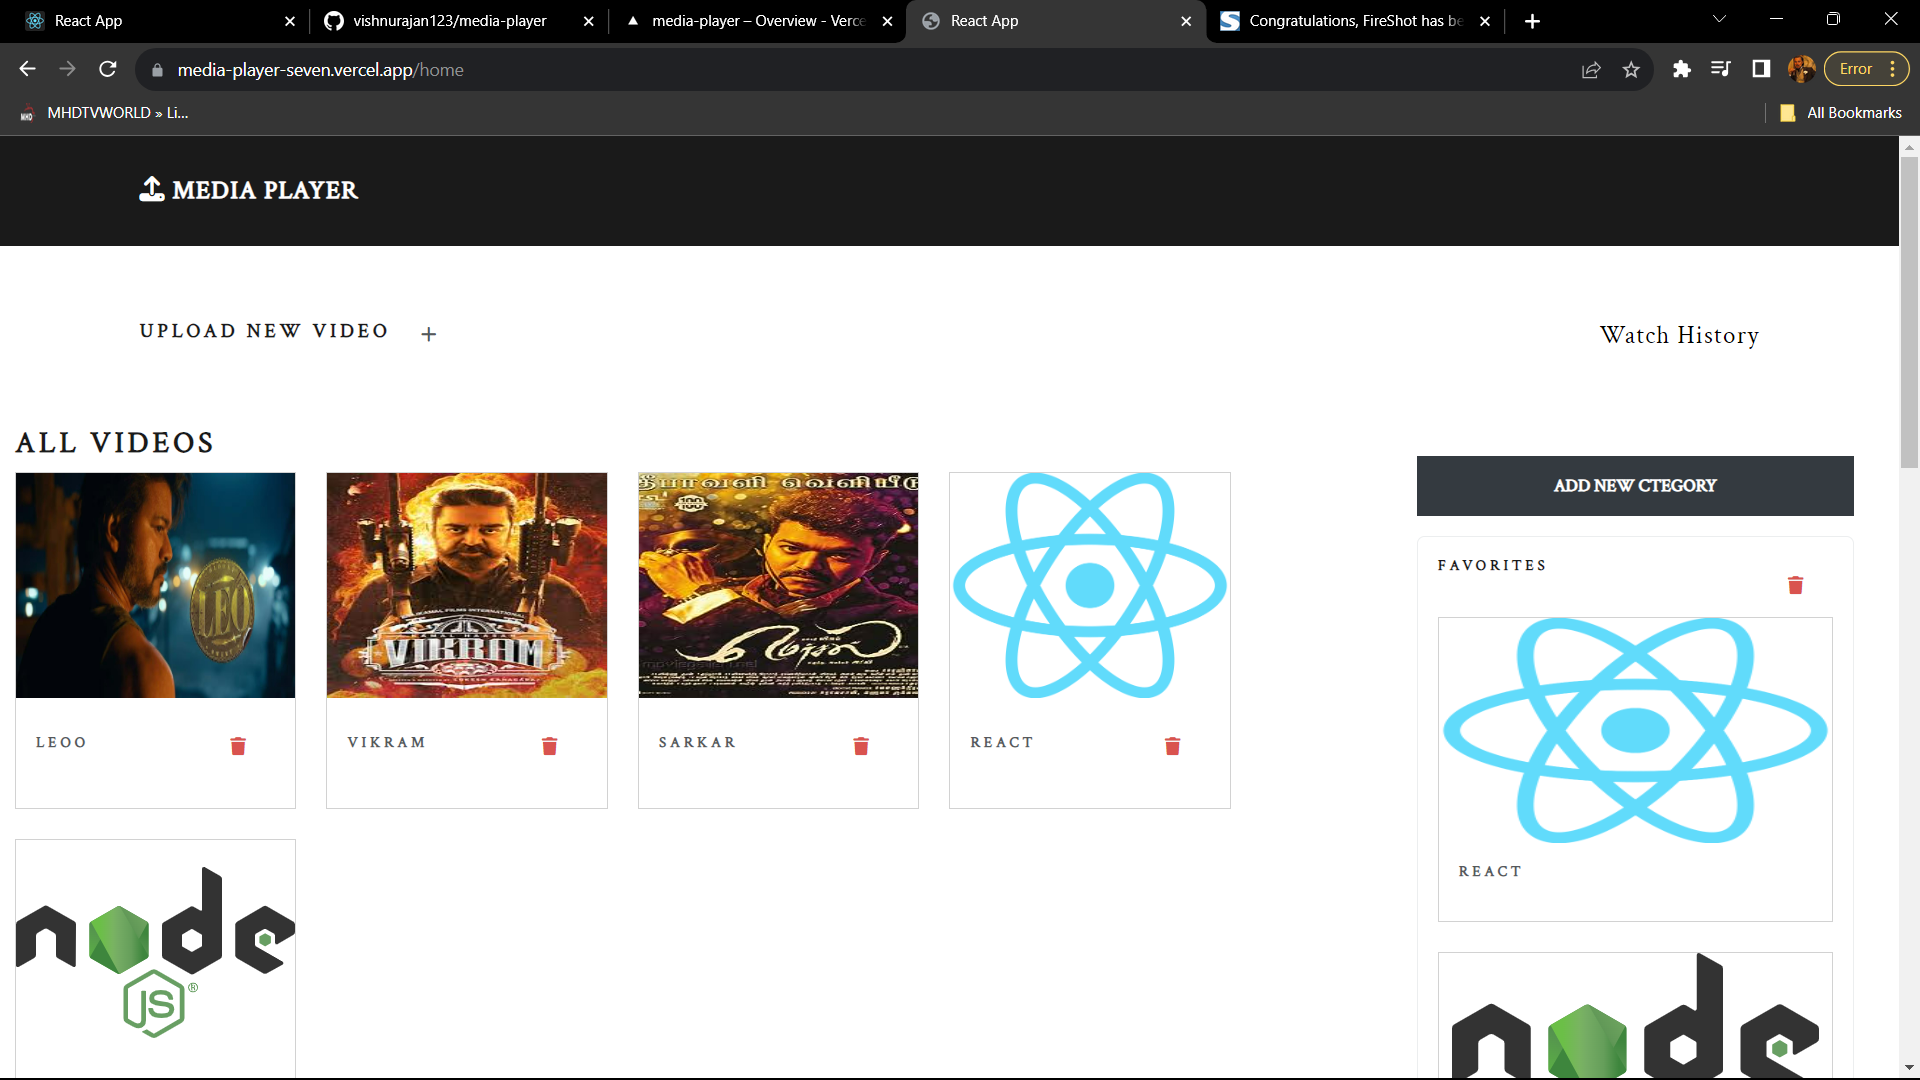 React App
vishnurajan123/media-player
media-player – Overview - Verce
React App
Congratulations, FireShot has be
media-player-seven.vercel.app/home
Error
MHDTVWORLD » Li...
All Bookmarks
MEDIA PLAYER
UPLOAD NEW VIDEO +
Watch History
ALL VIDEOS
ADD NEW CTEGORY
FAVORITES
LEO
VIKRAM
தீபாவளி வெளியீடு
மெர்சல்
LEOO
VIKRAM
SARKAR
REACT
REACT
node
JS
®
node